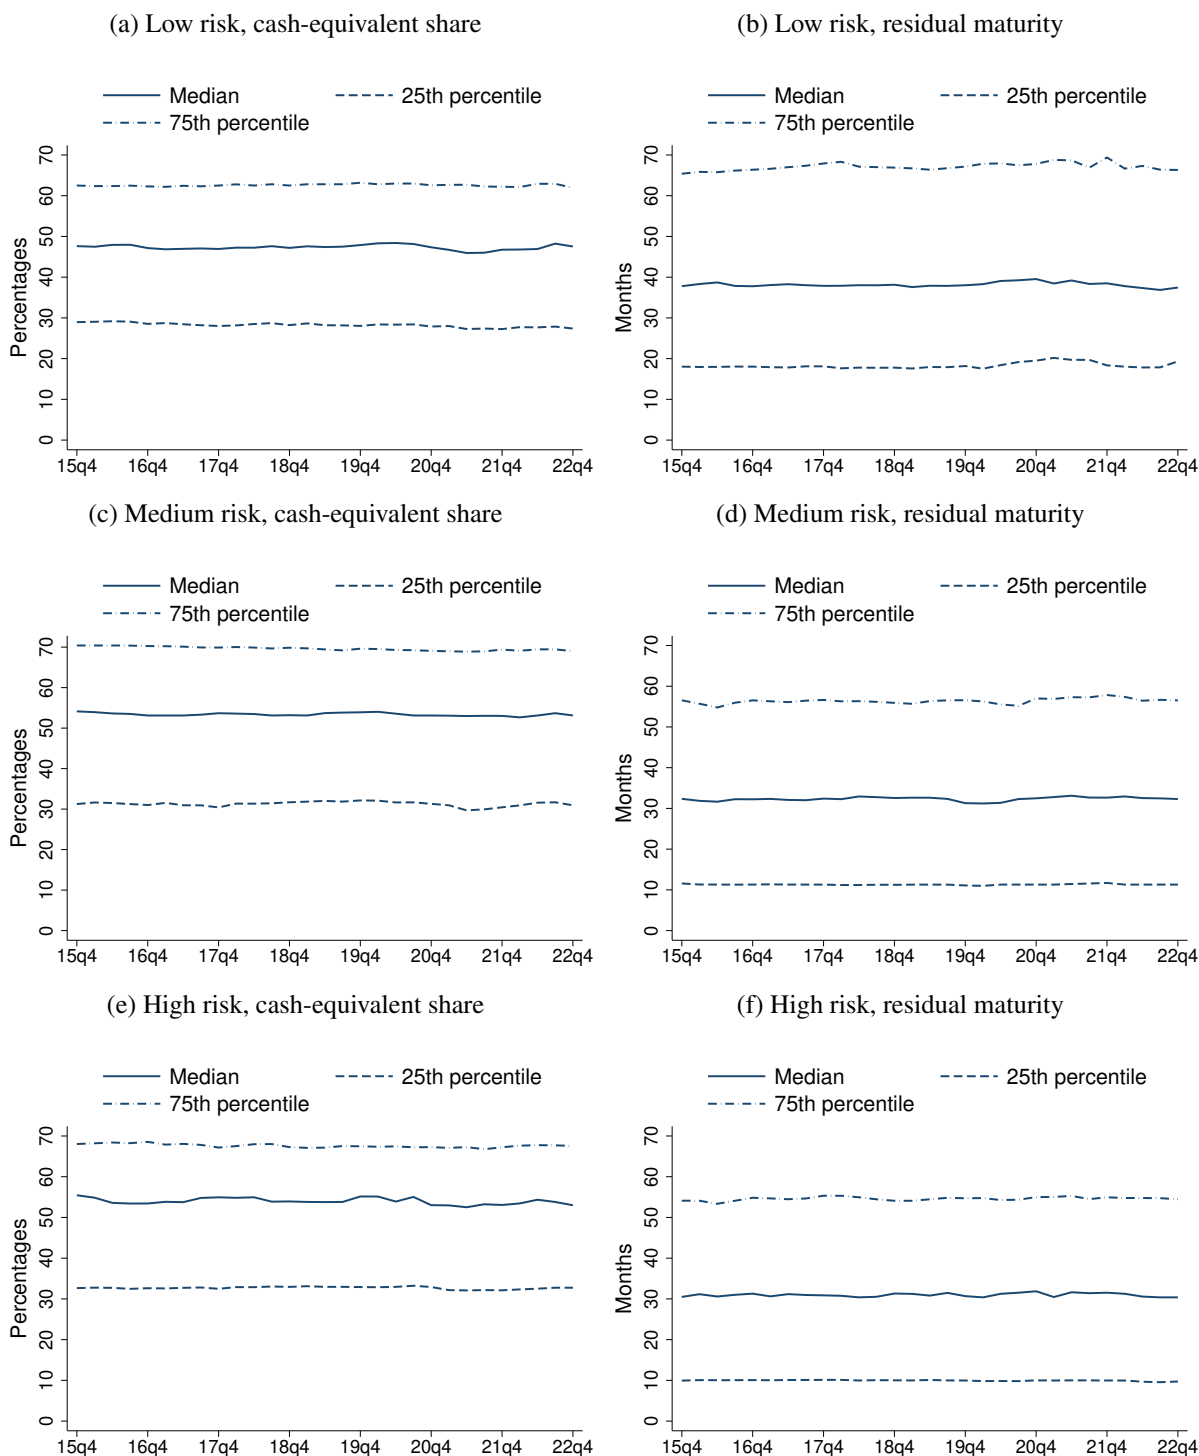 (a) Low risk, cash-equivalent share
Median 25th percentile
75th percentile
Percentages
70
60
50
40
30
20
10
0
15q4 16q4 17q4 18q4 19q4 20q4 21q4 22q4
(b) Low risk, residual maturity
Median 25th percentile
75th percentile
Months
70
60
50
40
30
20
10
0
15q4 16q4 17q4 18q4 19q4 20q4 21q4 22q4
(c) Medium risk, cash-equivalent share
Median 25th percentile
75th percentile
Percentages
70
60
50
40
30
20
10
0
15q4 16q4 17q4 18q4 19q4 20q4 21q4 22q4
(d) Medium risk, residual maturity
Median 25th percentile
75th percentile
Months
70
60
50
40
30
20
10
0
15q4 16q4 17q4 18q4 19q4 20q4 21q4 22q4
(e) High risk, cash-equivalent share
Median 25th percentile
75th percentile
Percentages
70
60
50
40
30
20
10
0
15q4 16q4 17q4 18q4 19q4 20q4 21q4 22q4
(f) High risk, residual maturity
Median 25th percentile
75th percentile
Months
70
60
50
40
30
20
10
0
15q4 16q4 17q4 18q4 19q4 20q4 21q4 22q4